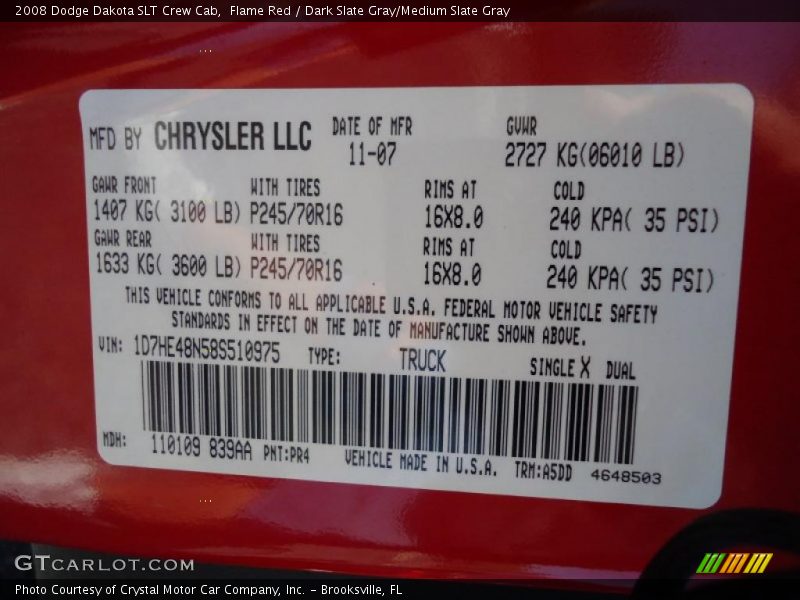 2008 Dodge Dakota SLT Crew Cab,  Flame Red / Dark Slate Gray/Medium Slate Gray
MFD BY CHRYSLER LLC DATE OF MFR GVWR
11-07 2727 KG(06010 LB)
GAWR FRONT WITH TIRES RIMS AT COLD
1407 KG( 3100 LB) P245/70R16 16X8.0 240 KPA( 35 PSI)
GAWR REAR WITH TIRES RIMS AT COLD
1633 KG( 3600 LB) P245/70R16 16X8.0 240 KPA( 35 PSI)
THIS VEHICLE CONFORMS TO ALL APPLICABLE U.S.A. FEDERAL MOTOR VEHICLE SAFETY
STANDARDS IN EFFECT ON THE DATE OF MANUFACTURE SHOWN ABOVE.
VIN: 1D7HE48N58S510975 TYPE: TRUCK SINGLE X DUAL
MDH: 110109 839AA PNT:PR4 VEHICLE MADE IN U.S.A. TRM:A5DD 4648503
GTCARLOT.COM
Photo Courtesy of Crystal Motor Car Company, Inc. – Brooksville, FL